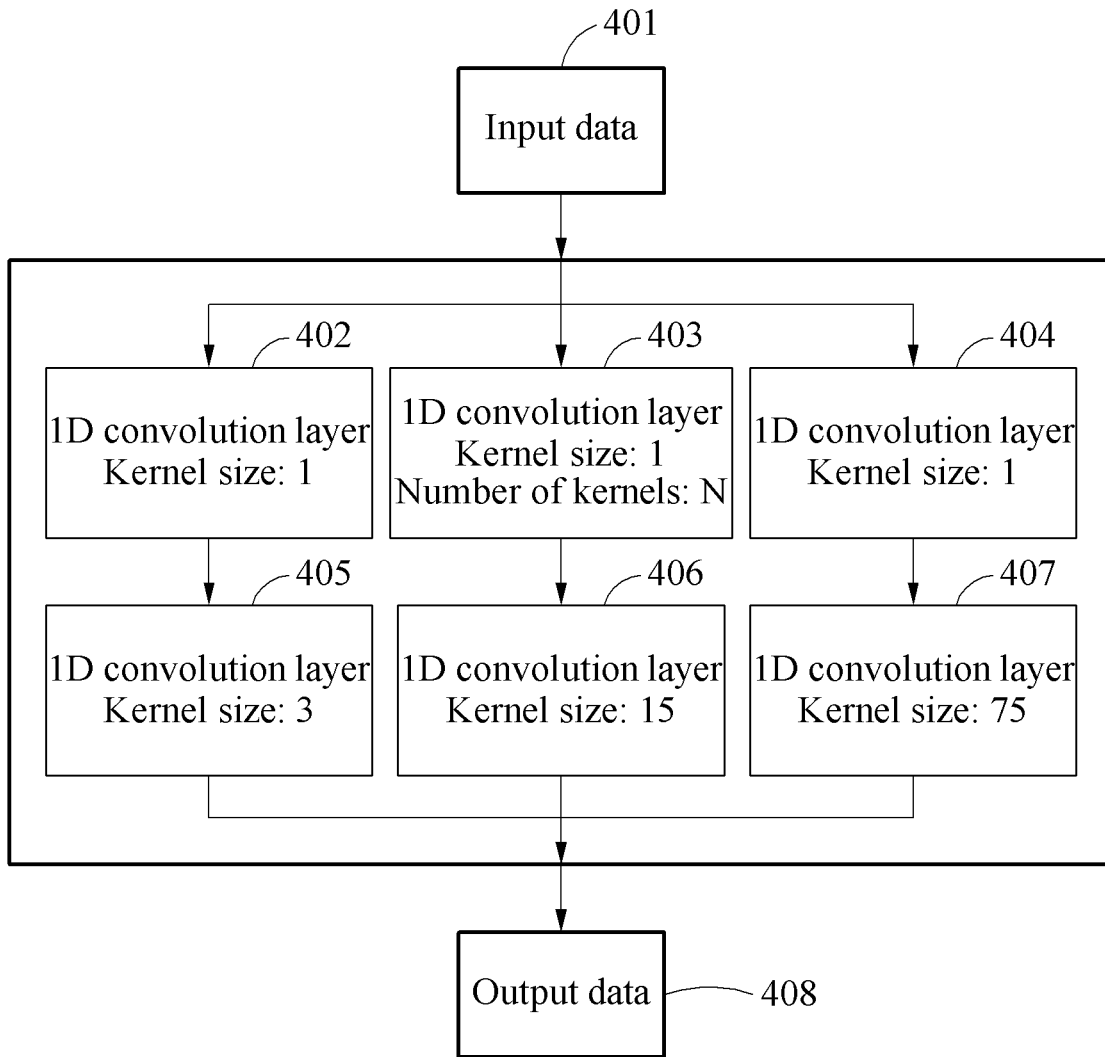 401
Input data
402
403
404
1D convolution layer
Kernel size: 1
1D convolution layer
Kernel size: 1
Number of kernels: N
1D convolution layer
Kernel size: 1
405
406
407
1D convolution layer
Kernel size: 3
1D convolution layer
Kernel size: 15
1D convolution layer
Kernel size: 75
Output data
408